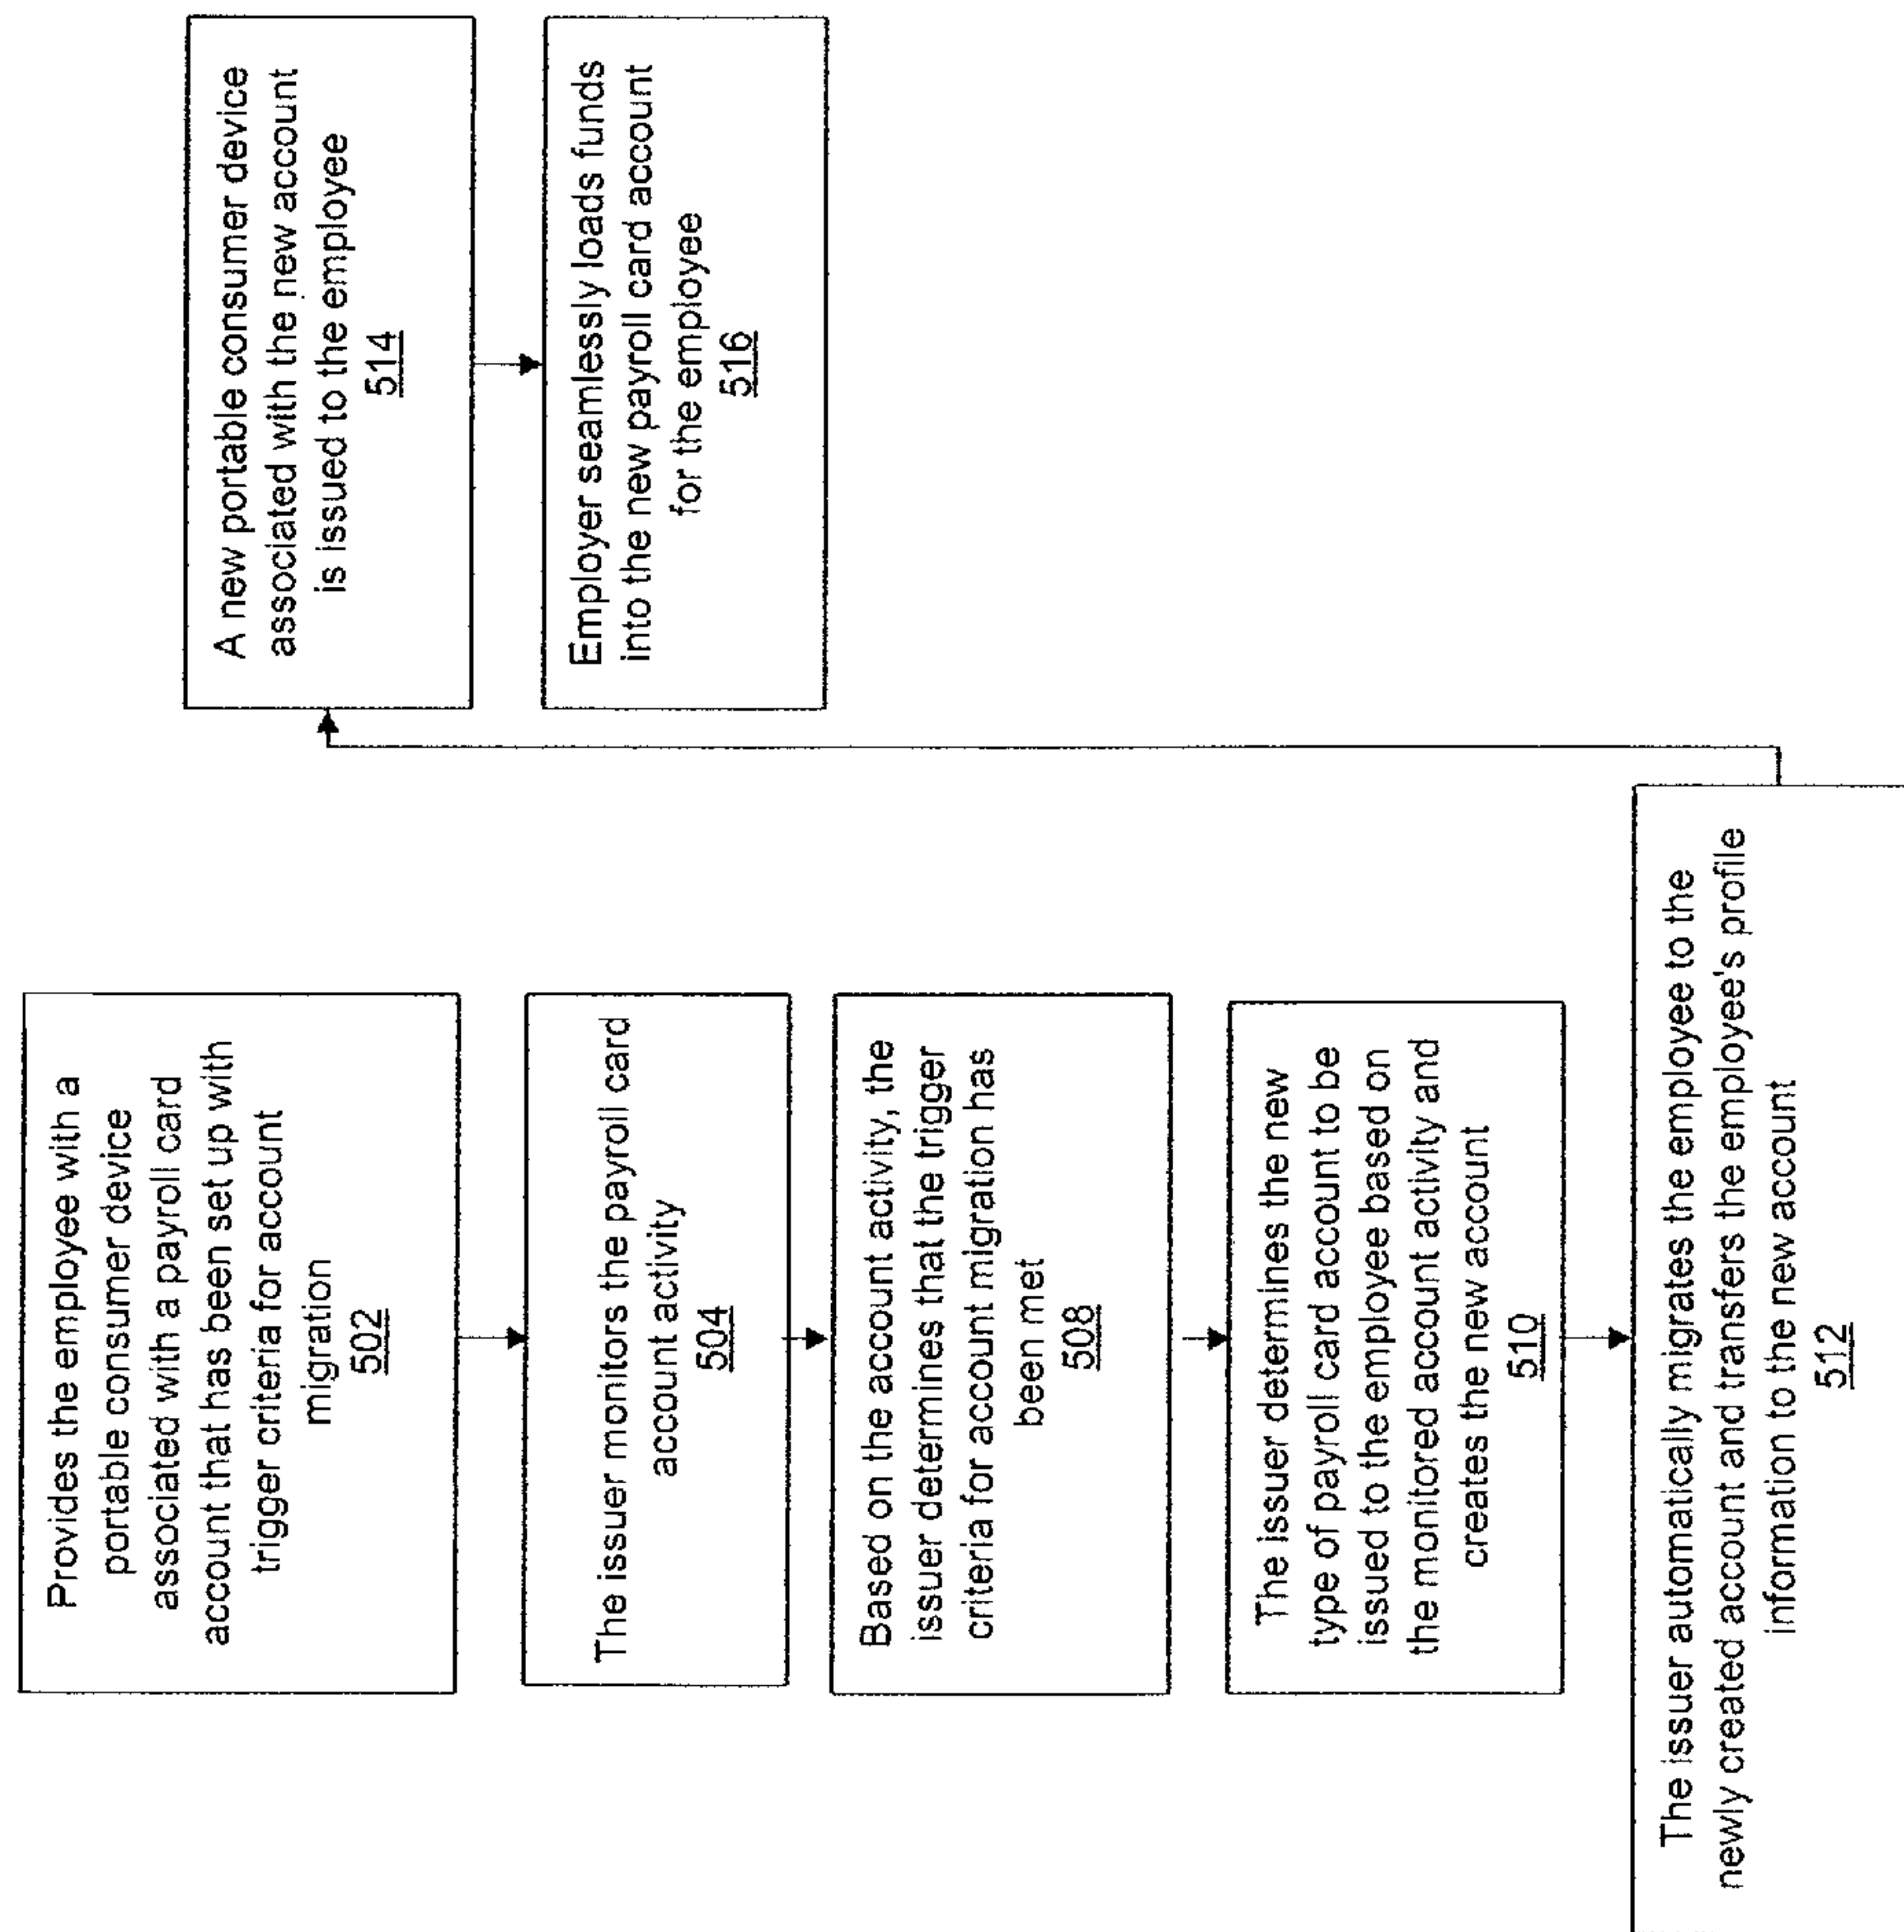 Provides the employee with a
portable consumer device
associated with a payroll card
account that has been set up with
trigger criteria for account
migration
502
The issuer monitors the payroll card
account activity
504
Based on the account activity, the
issuer determines that the trigger
criteria for account migration has
been met
508
The issuer determines the new
type of payroll card account to be
issued to the employee based on
the monitored account activity and
creates the new account
510
The issuer automatically migrates the employee to the
newly created account and transfers the employee's profile
information to the new account
512
A new portable consumer device
associated with the new account
is issued to the employee
514
Employer seamlessly loads funds
into the new payroll card account
for the employee
516